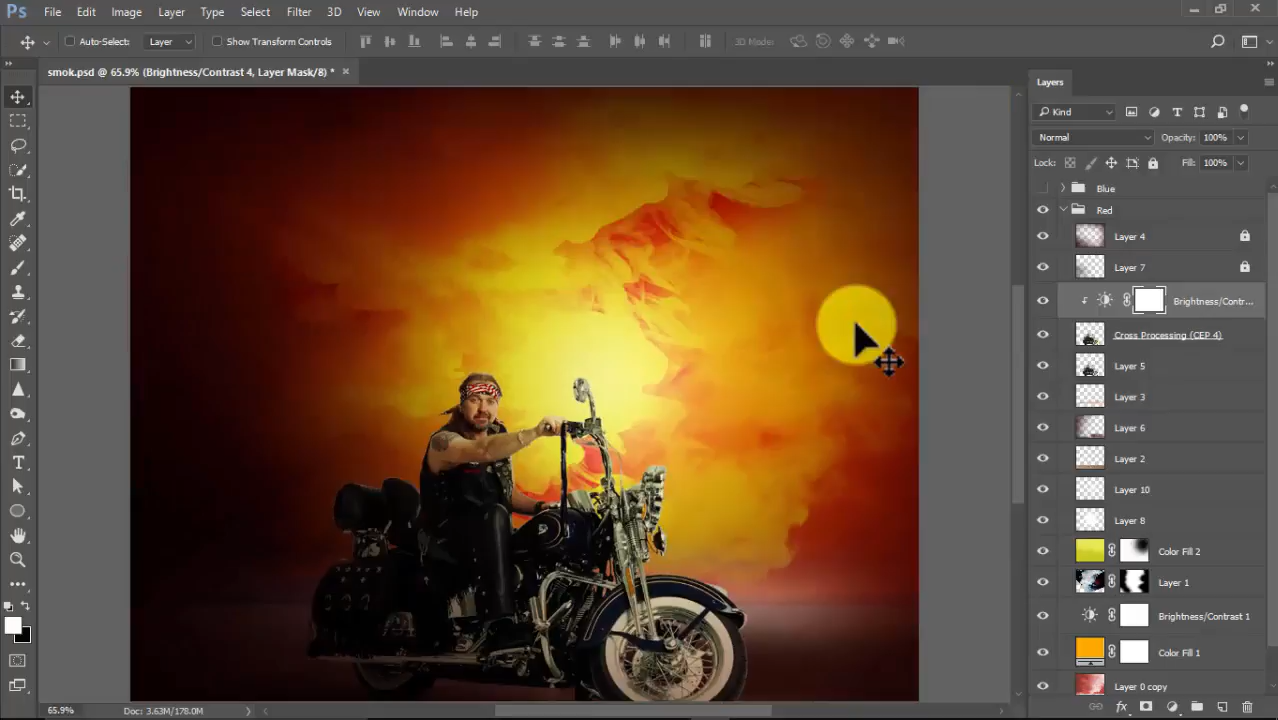 Ps File Edit Image Layer Type Select Filter 3D View Window Help
Auto-Select: Layer Show Transform Controls 3D Mode:
smok.psd @ 65.9% (Brightness/Contrast 4, Layer Mask/8) * ×
Layers
Kind
Normal Opacity: 100%
Lock: Fill: 100%
Blue
Red
Layer 4
Layer 7
Brightness/Contr...
Cross Processing (CEP 4)
Layer 5
Layer 3
Layer 6
Layer 2
Layer 10
Layer 8
Color Fill 2
Layer 1
Brightness/Contrast 1
Color Fill 1
Layer 0 copy
65.9% Doc: 3.63M/178.0M